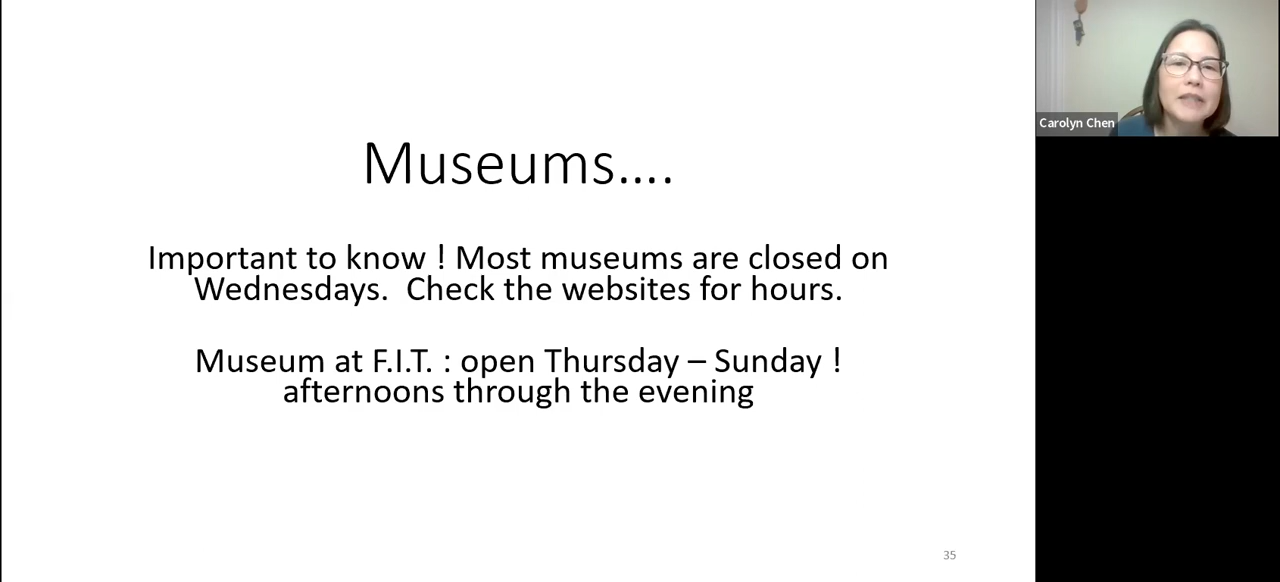 Museums....
Important to know ! Most museums are closed on
Wednesdays.  Check the websites for hours.
Museum at F.I.T. : open Thursday – Sunday !
afternoons through the evening
35
Carolyn Chen